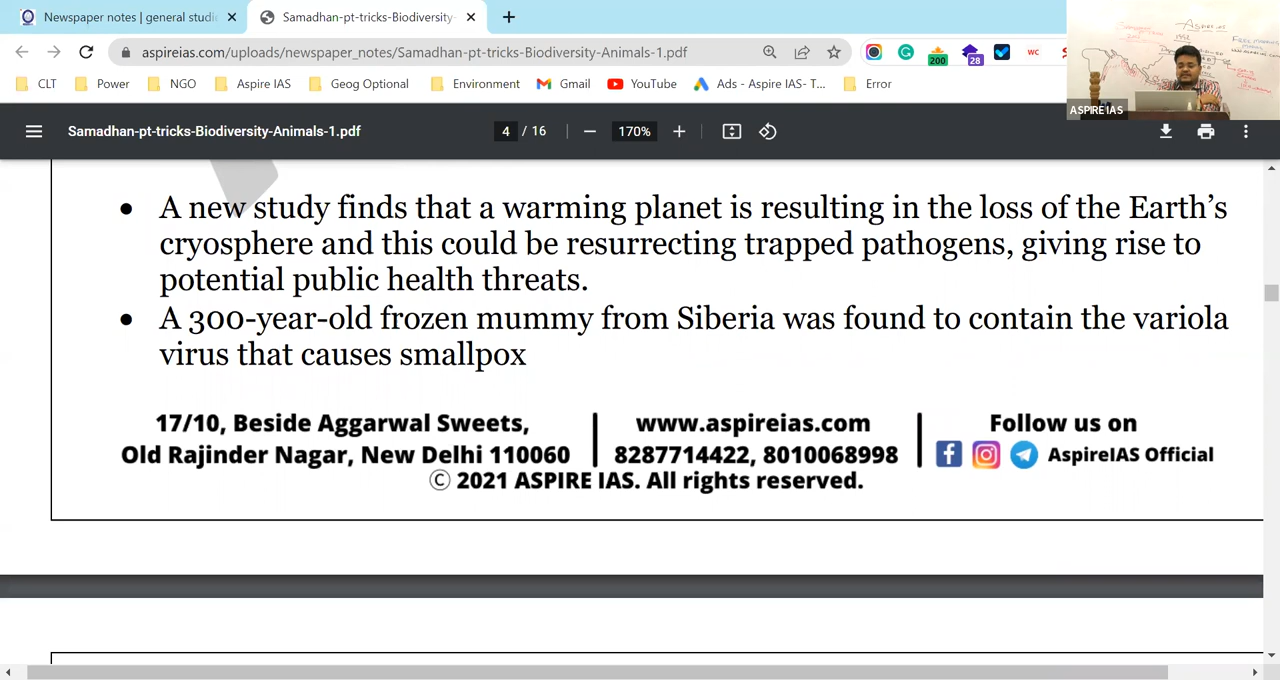 Newspaper notes | general studi
Samadhan-pt-tricks-Biodiversity-
aspireias.com/uploads/newspaper_notes/Samadhan-pt-tricks-Biodiversity-Animals-1.pdf
200
28
WC
CLT
Power
NGO
Aspire IAS
Geog Optional
Environment
Gmail
YouTube
Ads - Aspire IAS- T...
Error
ASPIRE IAS
Samadhan-pt-tricks-Biodiversity-Animals-1.pdf
4 / 16
170%
• A new study finds that a warming planet is resulting in the loss of the Earth’s
cryosphere and this could be resurrecting trapped pathogens, giving rise to
potential public health threats.
• A 300-year-old frozen mummy from Siberia was found to contain the variola
virus that causes smallpox
17/10, Beside Aggarwal Sweets,
Old Rajinder Nagar, New Delhi 110060
www.aspireias.com
8287714422, 8010068998
Follow us on
AspireIAS Official
© 2021 ASPIRE IAS. All rights reserved.